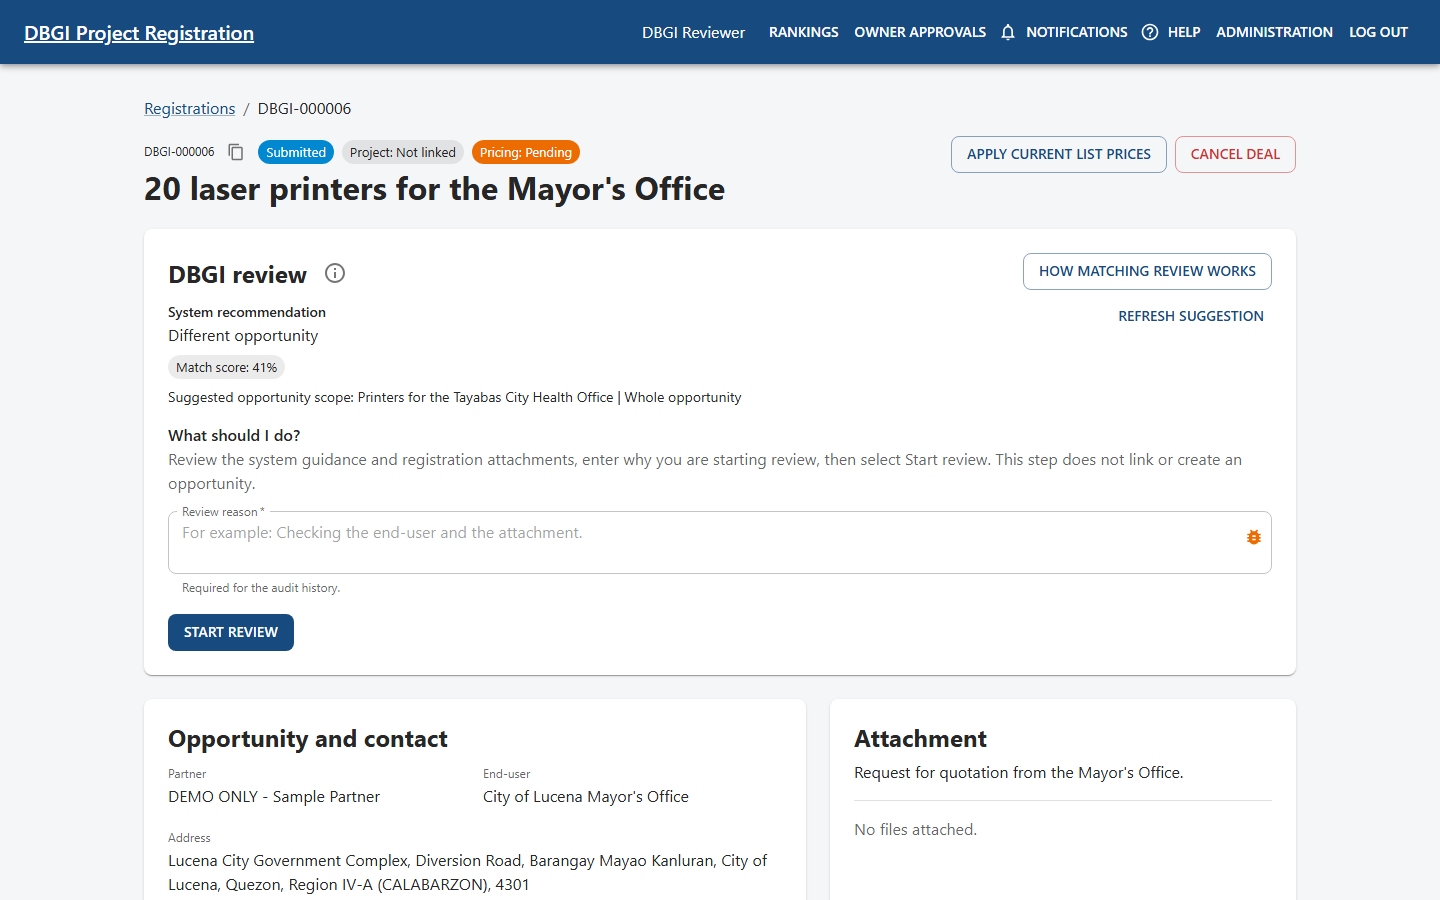 DBGI Project Registration
DBGI Reviewer RANKINGS OWNER APPROVALS NOTIFICATIONS HELP ADMINISTRATION LOG OUT
Registrations / DBGI-000006
DBGI-000006 Submitted Project: Not linked Pricing: Pending
APPLY CURRENT LIST PRICES CANCEL DEAL
20 laser printers for the Mayor's Office
DBGI review
HOW MATCHING REVIEW WORKS
System recommendation
REFRESH SUGGESTION
Different opportunity
Match score: 41%
Suggested opportunity scope: Printers for the Tayabas City Health Office | Whole opportunity
What should I do?
Review the system guidance and registration attachments, enter why you are starting review, then select Start review. This step does not link or create an
opportunity.
Review reason *
For example: Checking the end-user and the attachment.
Required for the audit history.
START REVIEW
Opportunity and contact
Partner End-user
DEMO ONLY - Sample Partner City of Lucena Mayor's Office
Address
Lucena City Government Complex, Diversion Road, Barangay Mayao Kanluran, City of
Lucena, Quezon, Region IV-A (CALABARZON), 4301
Attachment
Request for quotation from the Mayor's Office.
No files attached.